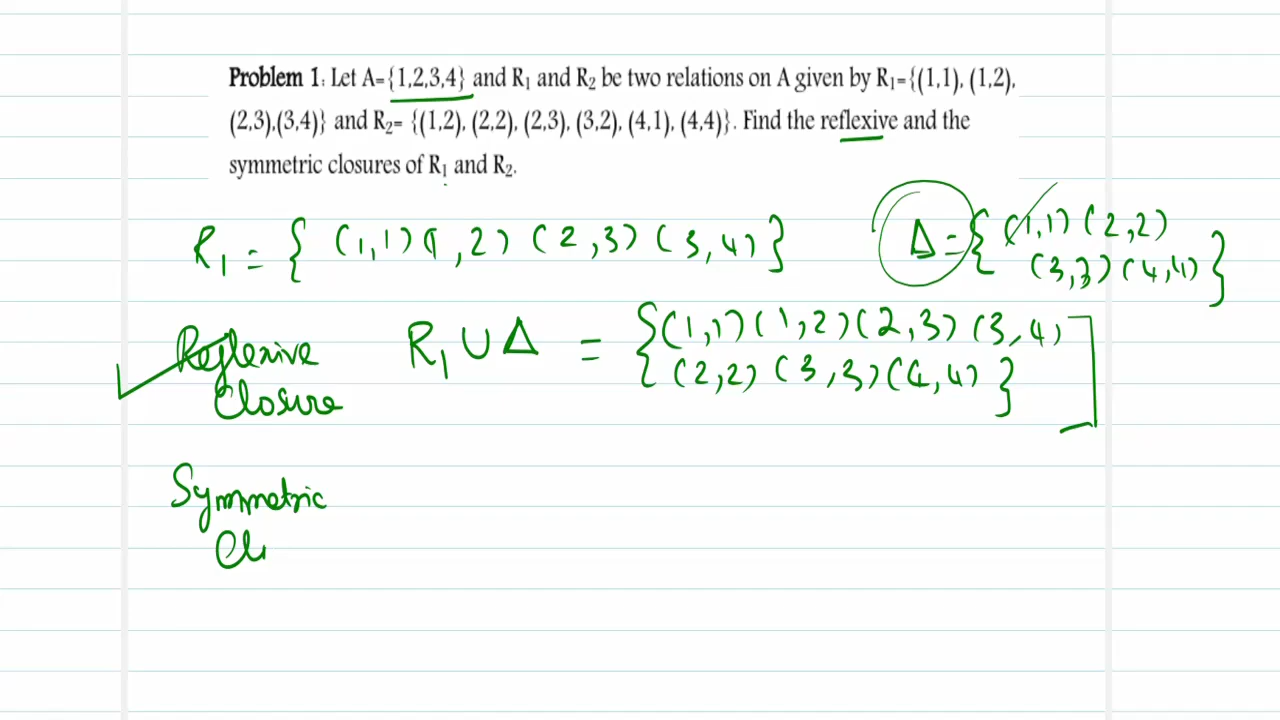 Problem 1: Let A={1,2,3,4} and R₁ and R₂ be two relations on A given by R₁={(1,1), (1,2),
(2,3),(3,4)} and R₂= {(1,2), (2,2), (2,3), (3,2), (4,1), (4,4)}. Find the reflexive and the
symmetric closures of R₁ and R₂.
R₁ = { (1,1)(1,2) (2,3) (3,4)}
Δ = { (1,1) (2,2)
(3,3)(4,4) }
Reflexive
Closure
R₁ ∪ Δ = { (1,1)(1,2)(2,3)(3,4)
(2,2) (3,3)(4,4) }
Symmetric
Cl